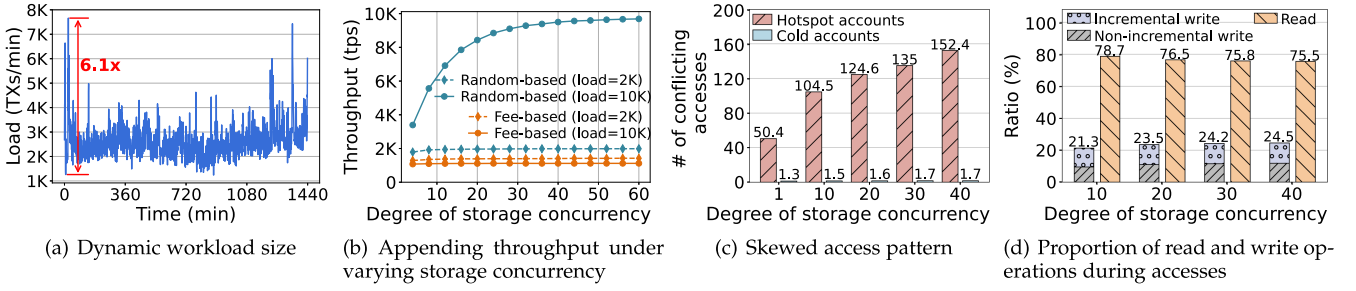 8K
7K
6K
5K
4K
3K
2K
1K
Load (TXs/min)
6.1x
0 360 720 1080 1440
Time (min)
(a) Dynamic workload size
10K
8K
6K
4K
2K
0
Throughput (tps)
Random-based (load=2K)
Random-based (load=10K)
Fee-based (load=2K)
Fee-based (load=10K)
10 20 30 40 50 60
Degree of storage concurrency
(b) Appending throughput under
varying storage concurrency
200
160
120
80
40
0
# of conflicting
accesses
Hotspot accounts
Cold accounts
50.4 104.5 124.6 135 152.4
1.3 1.5 1.6 1.7 1.7
1 10 20 30 40
Degree of storage concurrency
(c) Skewed access pattern
100
80
60
40
20
0
Ratio (%)
Incremental write Read
Non-incremental write
78.7 76.5 75.8 75.5
21.3 23.5 24.2 24.5
10 20 30 40
Degree of storage concurrency
(d) Proportion of read and write op-
erations during accesses